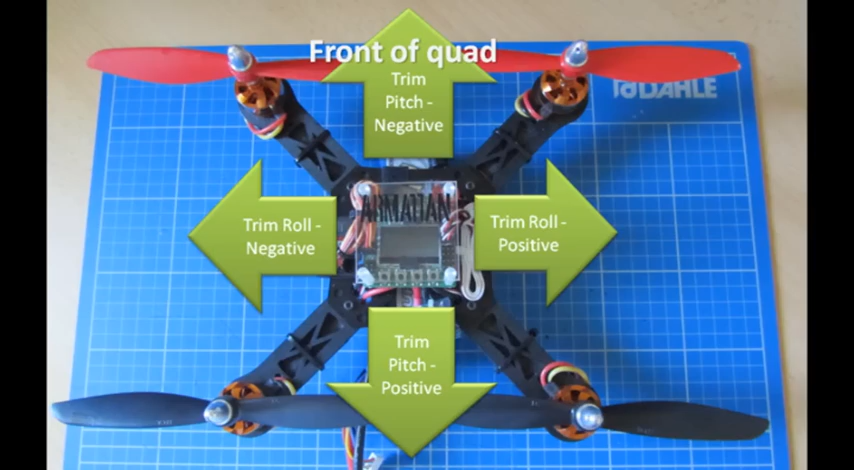 Front of quad
Trim
Pitch -
Negative
DAHLE
ARMATTAN
Trim Roll -
Negative
Trim Roll -
Positive
Trim
Pitch -
Positive